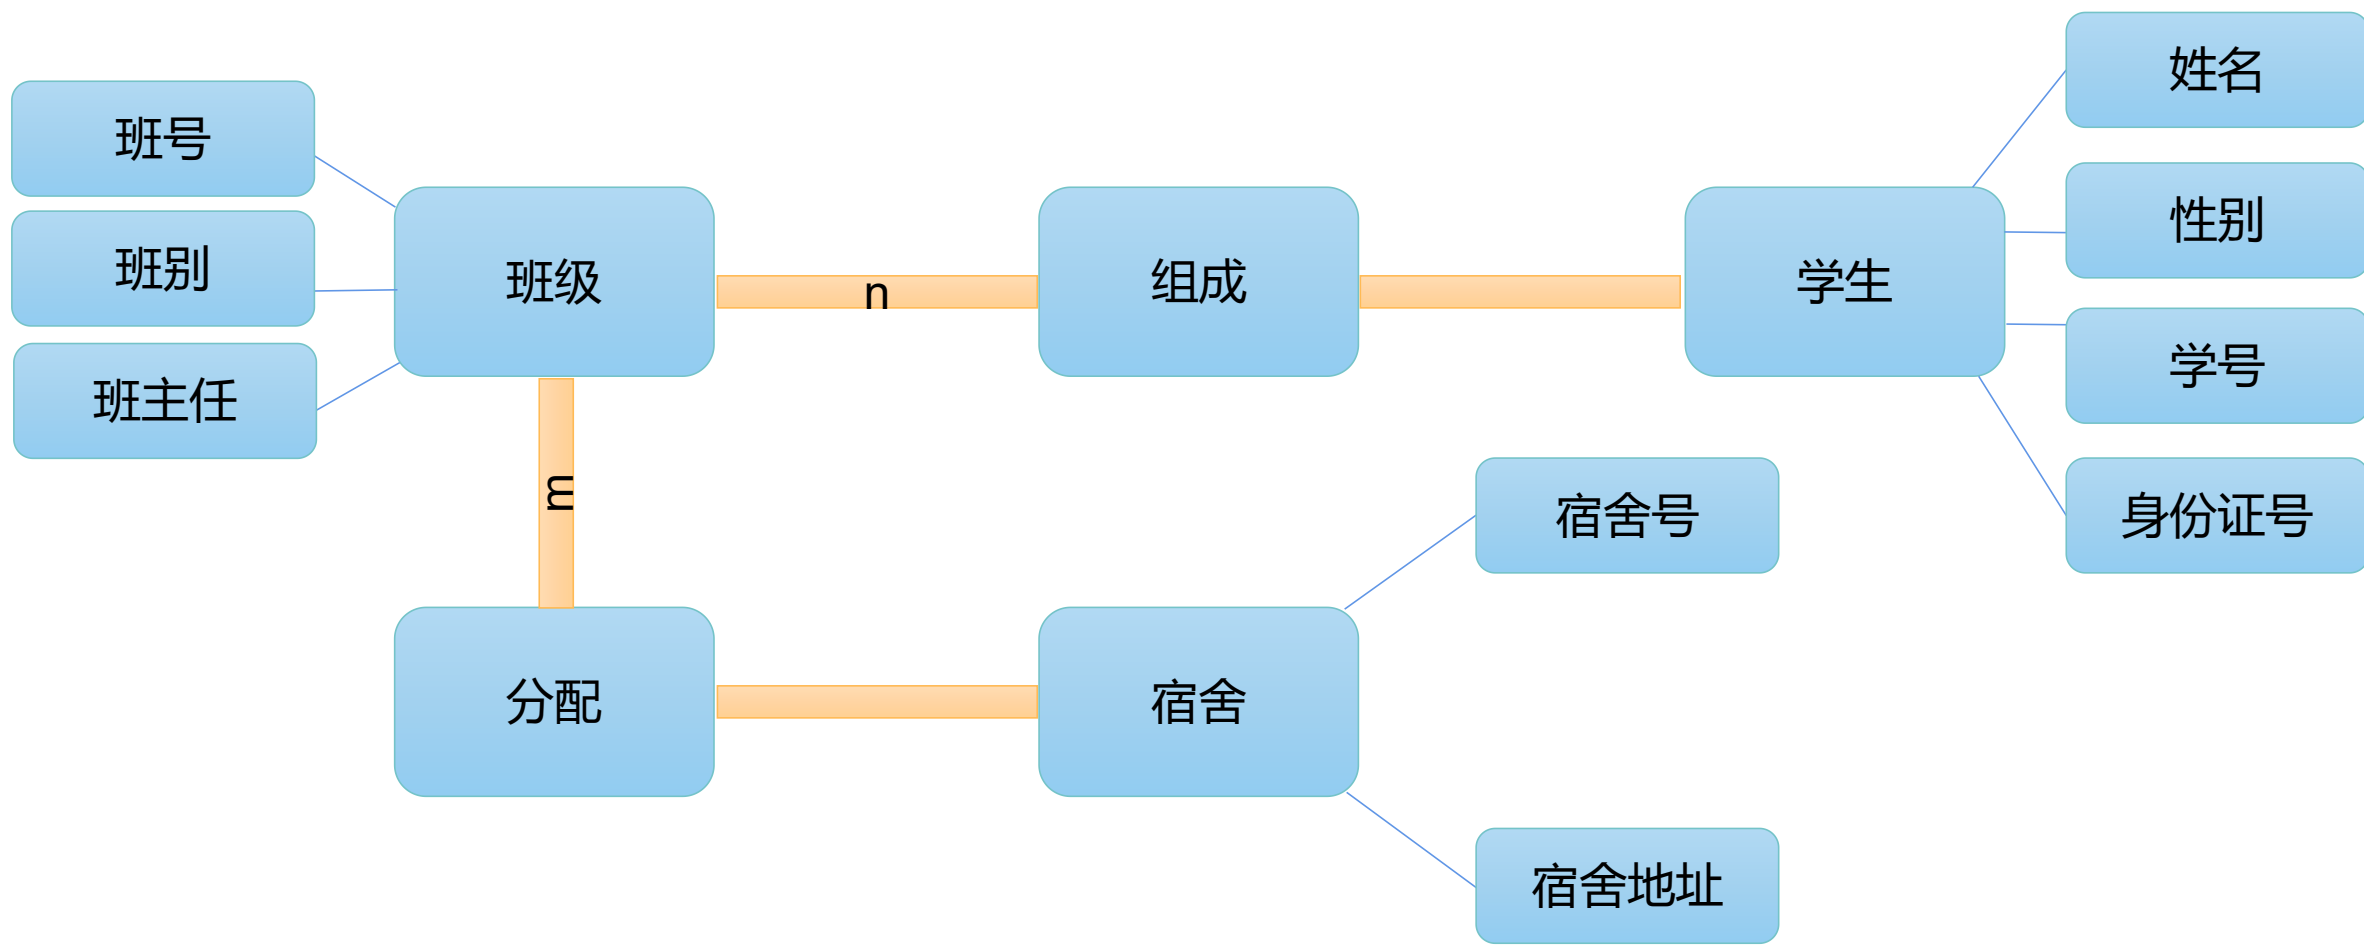 姓名
班号
性别
班别
班级
n
组成
学生
学号
班主任
m
宿舍号
身份证号
分配
宿舍
宿舍地址